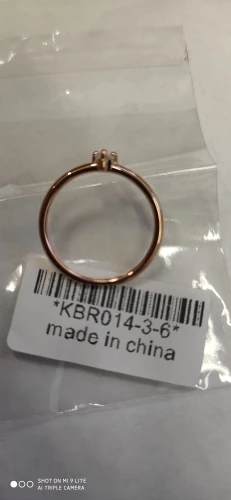 *KBR014-3-6*
made in china
SHOT ON MI 9 LITE
AI TRIPLE CAMERA